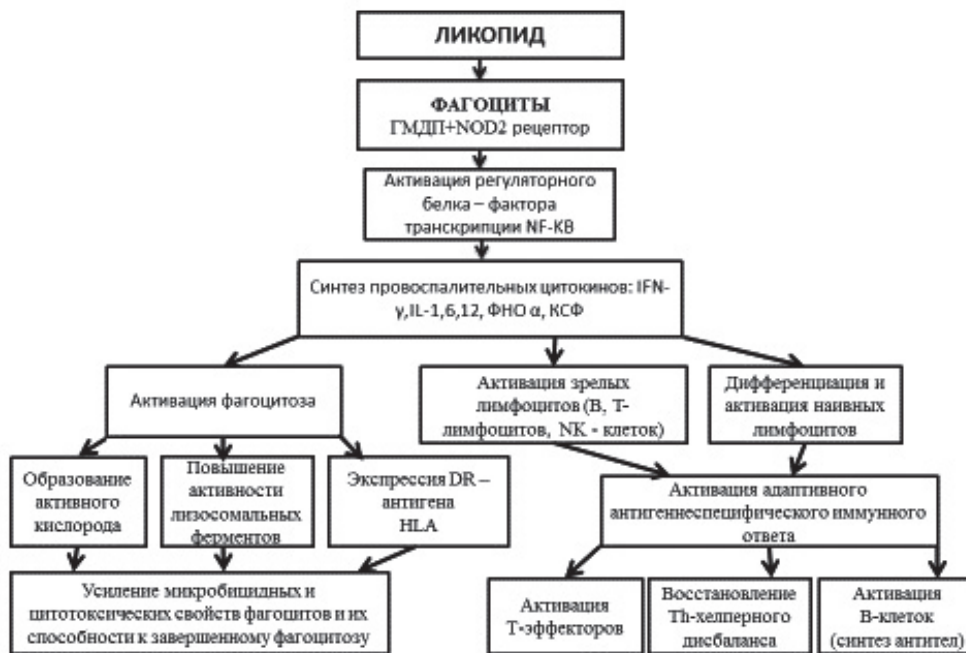 ЛИКОПИД
ФАГОЦИТЫ
ГМДП+NOD2 рецептор
Активация регуляторного
белка – фактора
транскрипции NF-KB
Синтез провоспалительных цитокинов: IFN-
γ,IL-1,6,12, ФНО α, КСФ
Активация фагоцитоза
Активация зрелых
лимфоцитов (В, Т-
лимфоцитов, NK - клеток)
Дифференциация и
активация наивных
лимфоцитов
Образование
активного
кислорода
Повышение
активности
лизосомальных
ферментов
Экспрессия DR –
антигена
HLA
Активация адаптивного
антигеннеспецифического иммунного
ответа
Усиление микробицидных и
цитотоксических свойств фагоцитов и их
способности к завершенному фагоцитозу
Активация
Т-эффекторов
Восстановление
Th-хелперного
дисбаланса
Активация
В-клеток
(синтез антител)